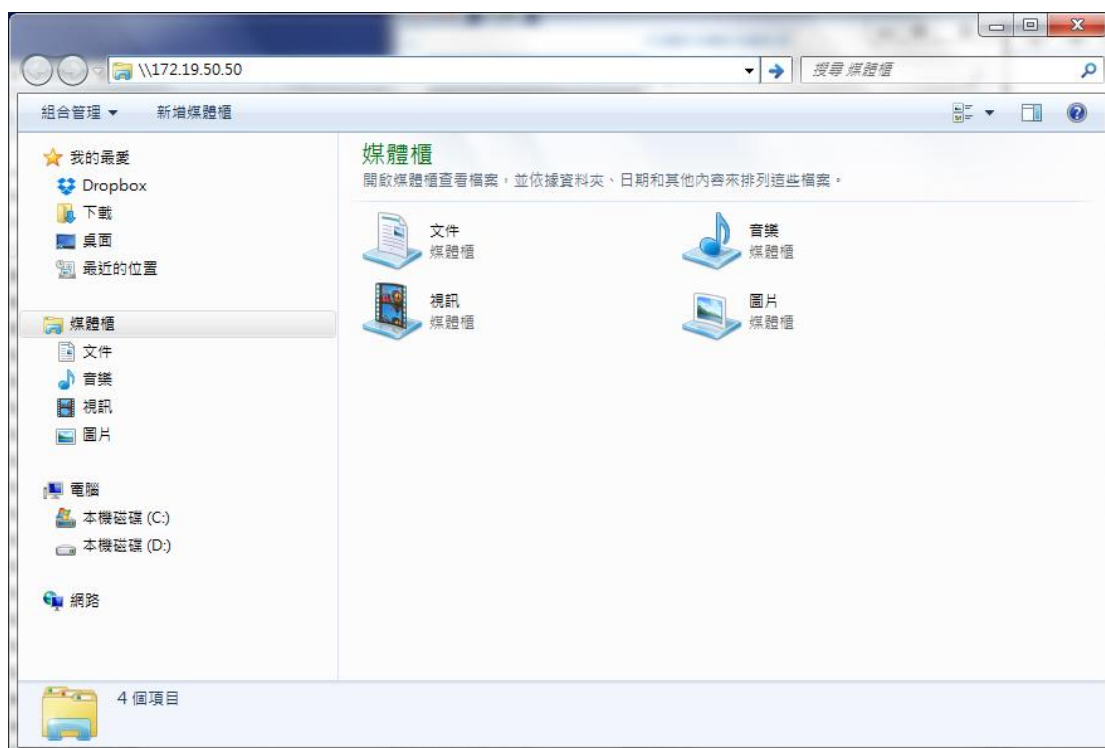 \\172.19.50.50
搜尋 媒體櫃
組合管理
新增媒體櫃
我的最愛
Dropbox
下載
桌面
最近的位置
媒體櫃
文件
音樂
視訊
圖片
電腦
本機磁碟 (C:)
本機磁碟 (D:)
網路
媒體櫃
開啟媒體櫃查看檔案，並依據資料夾、日期和其他內容來排列這些檔案。
文件
媒體櫃
音樂
媒體櫃
視訊
媒體櫃
圖片
媒體櫃
4 個項目